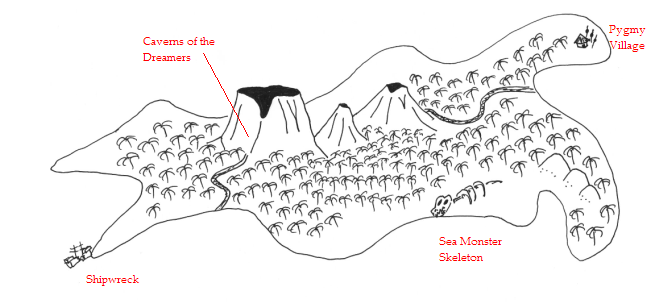 Caverns of the
Dreamers
Pygmy
Village
Sea Monster
Skeleton
Shipwreck